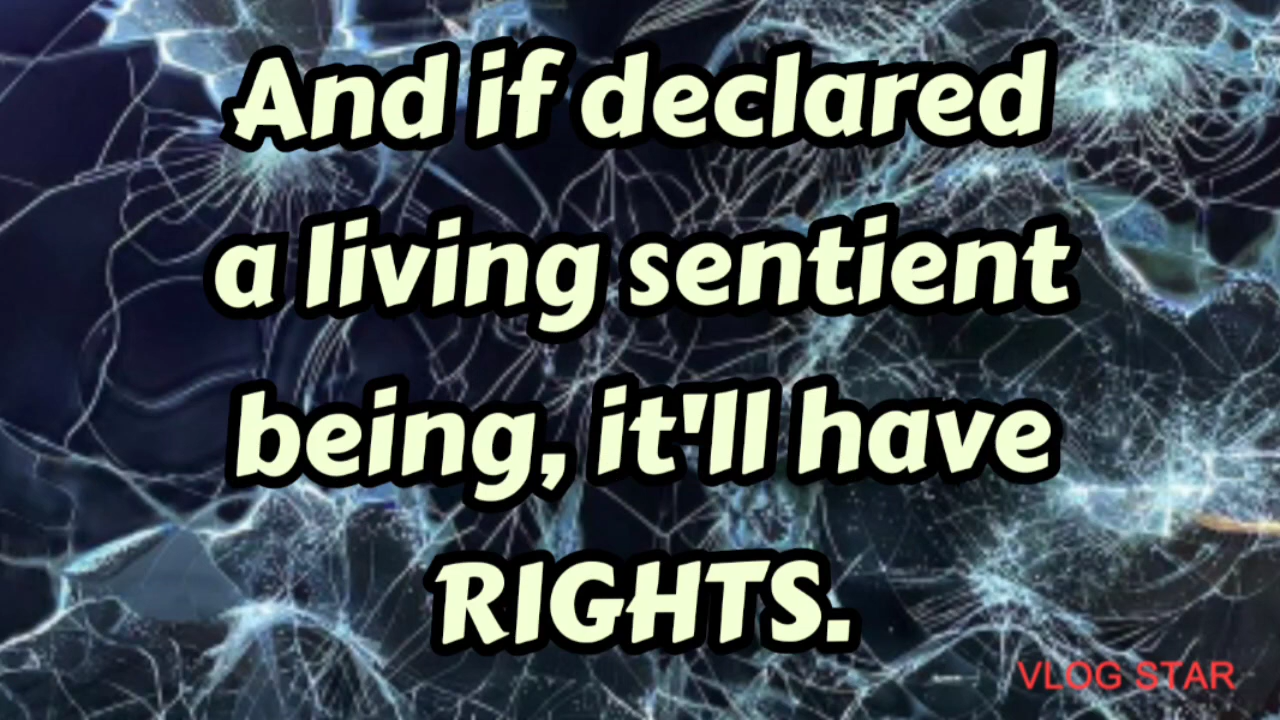 And if declared
a living sentient
being, it'll have
RIGHTS.
VLOG STAR